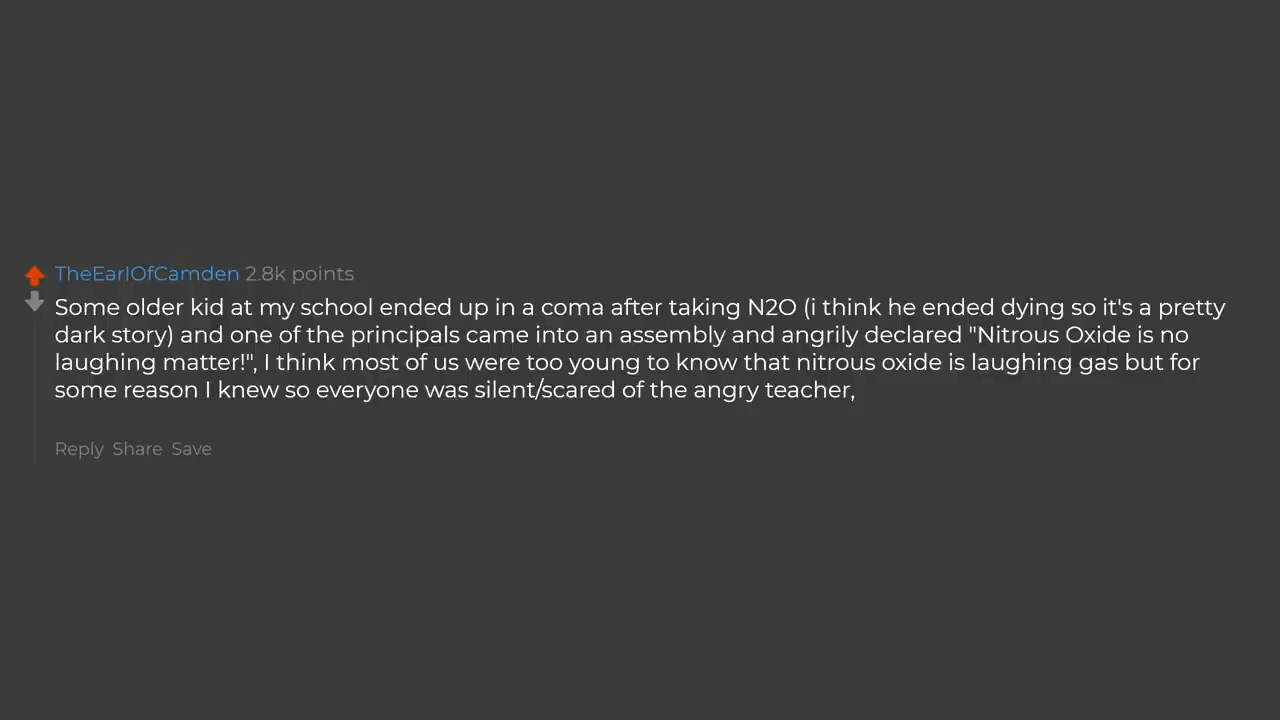 TheEarlOfCamden 2.8k points
Some older kid at my school ended up in a coma after taking N2O (i think he ended dying so it's a pretty
dark story) and one of the principals came into an assembly and angrily declared "Nitrous Oxide is no
laughing matter!", I think most of us were too young to know that nitrous oxide is laughing gas but for
some reason I knew so everyone was silent/scared of the angry teacher,
Reply Share Save